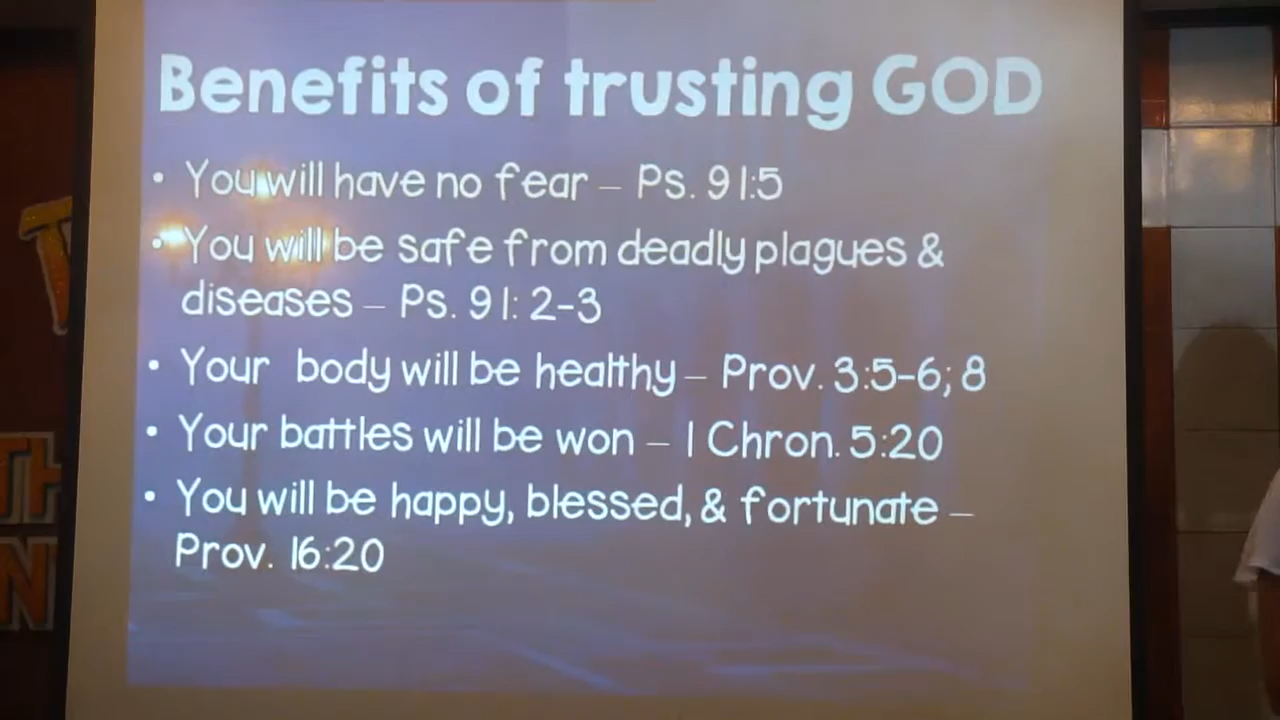 Benefits of trusting GOD
• You will have no fear – Ps. 91:5
• You will be safe from deadly plagues &
diseases – Ps. 91: 2-3
• Your body will be healthy – Prov. 3:5-6; 8
• Your battles will be won – 1 Chron. 5:20
• You will be happy, blessed, & fortunate –
Prov. 16:20